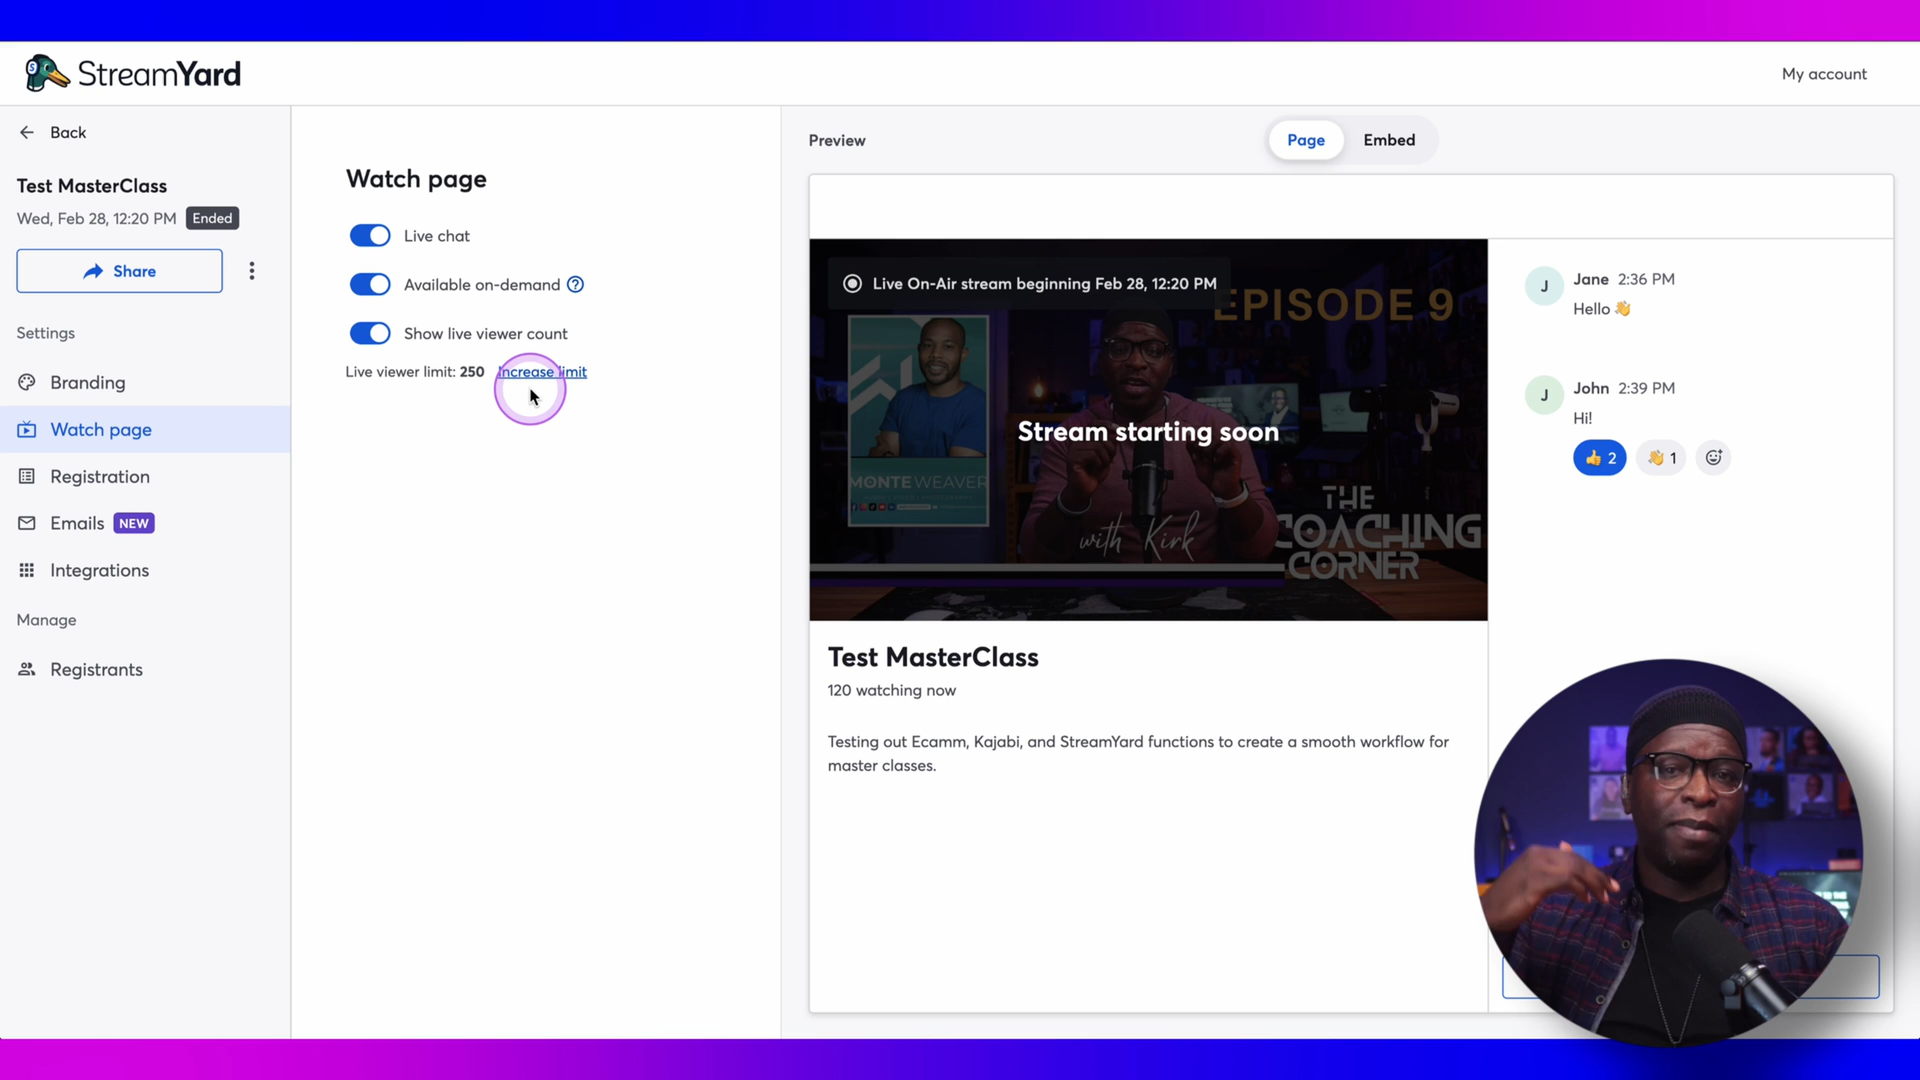 StreamYard
My account
Back
Test MasterClass
Wed, Feb 28, 12:20 PM Ended
Share
Settings
Branding
Watch page
Registration
Emails NEW
Integrations
Manage
Registrants
Watch page
Live chat
Available on-demand ?
Show live viewer count
Live viewer limit: 250 Increase limit
Preview
Page Embed
Live On-Air stream beginning Feb 28, 12:20 PM
EPISODE 9
Stream starting soon
MONTE WEAVER
with Kirk
THE
COACHING
CORNER
Test MasterClass
120 watching now
Testing out Ecamm, Kajabi, and StreamYard functions to create a smooth workflow for
master classes.
J Jane 2:36 PM
Hello 👋
J John 2:39 PM
Hi!
👍 2 👋 1